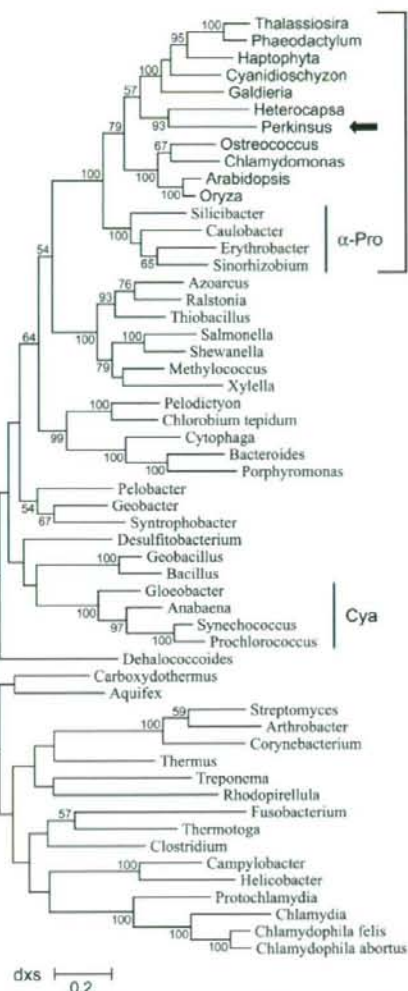 100 Thalassiosira
95 Phaeodactylum
Haptophyta
100 Cyanidioschyzon
57 Galdieria
Heterocapsa
93 Perkinsus
79
67 Ostreococcus
Chlamydomonas
100 Arabidopsis
100 Oryza
100
Silicibacter
100 Caulobacter
α-Pro
Erythrobacter
65 Sinorhizobium
54
76 Azoarcus
93 Ralstonia
Thiobacillus
100
100 Salmonella
Shewanella
79 Methylococcus
Xylella
64
100 Pelodictyon
Chlorobium tepidum
99 Cytophaga
100 Bacteroides
100 Porphyromonas
Pelobacter
54 Geobacter
67 Syntrophobacter
Desulfitobacterium
100 Geobacillus
Bacillus
Gloeobacter
100 Anabaena
Cya
97 Synechococcus
100 Prochlorococcus
Dehalococcoides
Carboxydothermus
Aquifex
59 Streptomyces
100 Arthrobacter
Corynebacterium
Thermus
Treponema
Rhodopirellula
57 Fusobacterium
Thermotoga
Clostridium
100 Campylobacter
Helicobacter
Protochlamydia
100 Chlamydia
100 Chlamydophila felis
100 Chlamydophila abortus
dxs
0.2